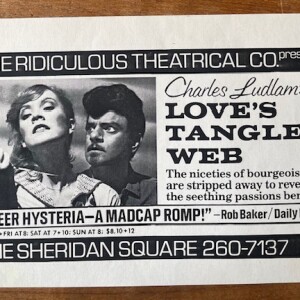 E RIDICULOUS THEATRICAL CO. pres
Charles Ludlam
LOVE'S
TANGLE
WEB
The niceties of bourgeois
are stripped away to reve
the seething passions ben
EER HYSTERIA—A MADCAP ROMP!" —Rob Baker/Daily
• FRI AT 8; SAT AT 7 • 10; SUN AT 8; $8, 10 • 12
E SHERIDAN SQUARE 260-7137